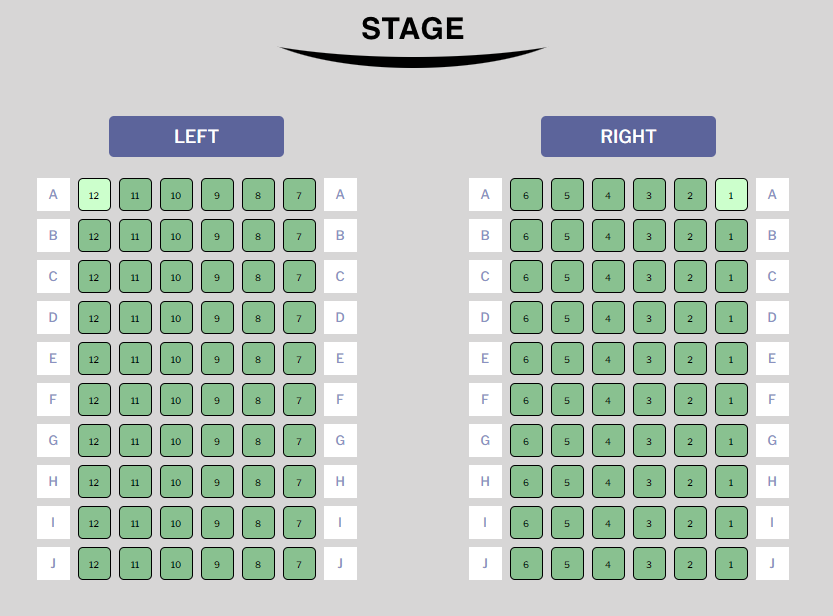 STAGE
LEFT RIGHT
A 12 11 10 9 8 7 A A 6 5 4 3 2 1 A
B 12 11 10 9 8 7 B B 6 5 4 3 2 1 B
C 12 11 10 9 8 7 C C 6 5 4 3 2 1 C
D 12 11 10 9 8 7 D D 6 5 4 3 2 1 D
E 12 11 10 9 8 7 E E 6 5 4 3 2 1 E
F 12 11 10 9 8 7 F F 6 5 4 3 2 1 F
G 12 11 10 9 8 7 G G 6 5 4 3 2 1 G
H 12 11 10 9 8 7 H H 6 5 4 3 2 1 H
I 12 11 10 9 8 7 I I 6 5 4 3 2 1 I
J 12 11 10 9 8 7 J J 6 5 4 3 2 1 J